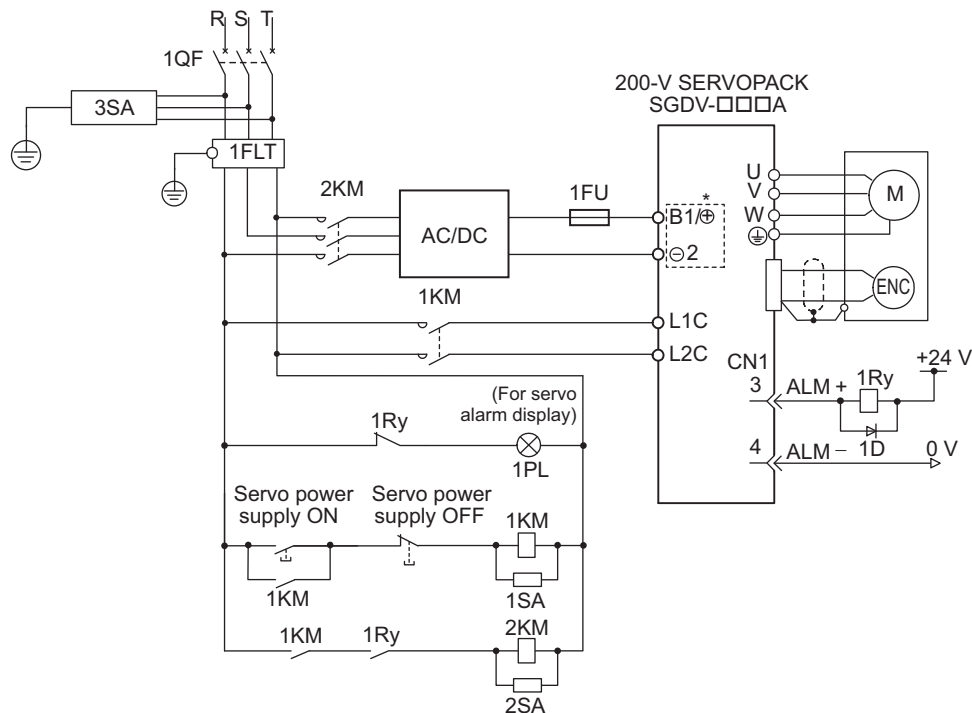 R S T
1QF
3SA
1FLT
200-V SERVOPACK
SGDV-□□□A
2KM
AC/DC
1FU
B1/⊕
*
⊖2
U
V
W
M
ENC
1KM
L1C
L2C
CN1
3
ALM +
1Ry
+24 V
1D
4
ALM −
0 V
(For servo
alarm display)
1Ry
1PL
Servo power
supply ON
Servo power
supply OFF
1KM
1KM
1SA
1KM
1Ry
2KM
2SA